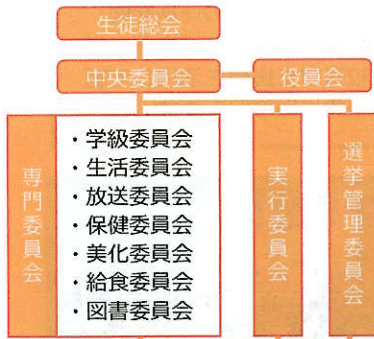 生徒総会
中央委員会
役員会
専門委員会
・学級委員会
・生活委員会
・放送委員会
・保健委員会
・美化委員会
・給食委員会
・図書委員会
実行委員会
選挙管理委員会